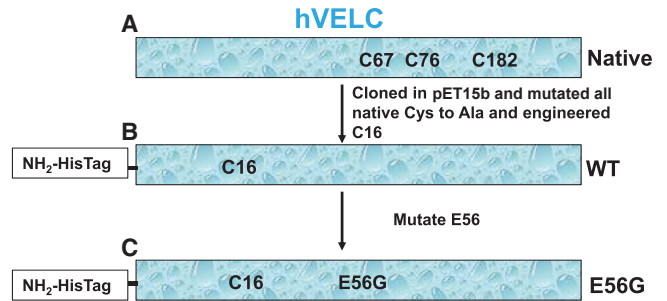 hVELC
A
C67 C76 C182 Native
Cloned in pET15b and mutated all
native Cys to Ala and engineered
C16
B
NH₂-HisTag C16 WT
Mutate E56
C
NH₂-HisTag C16 E56G E56G